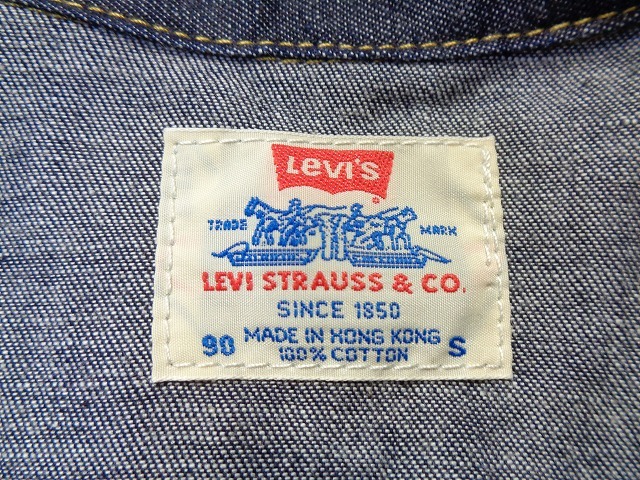 Levi's
®
TRADE MARK
LEVI STRAUSS & CO.
SINCE 1850
90 MADE IN HONG KONG S
100% COTTON